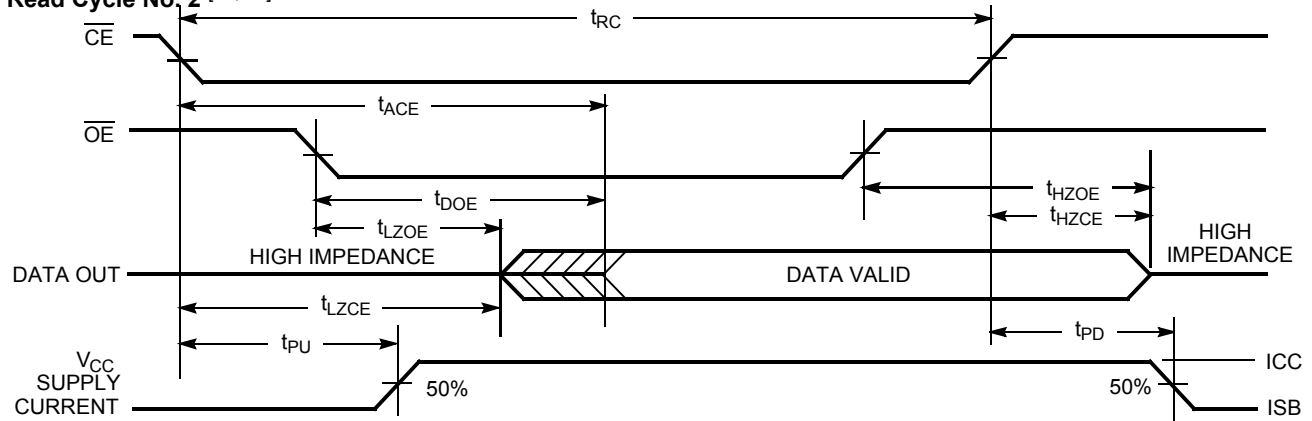 Read Cycle No. 2
tRC
CE
tACE
OE
tDOE
tHZOE
tLZOE
tHZCE
HIGH IMPEDANCE
HIGH
IMPEDANCE
DATA OUT
DATA VALID
tLZCE
tPU
tPD
VCC
SUPPLY
CURRENT
50%
50%
ICC
ISB